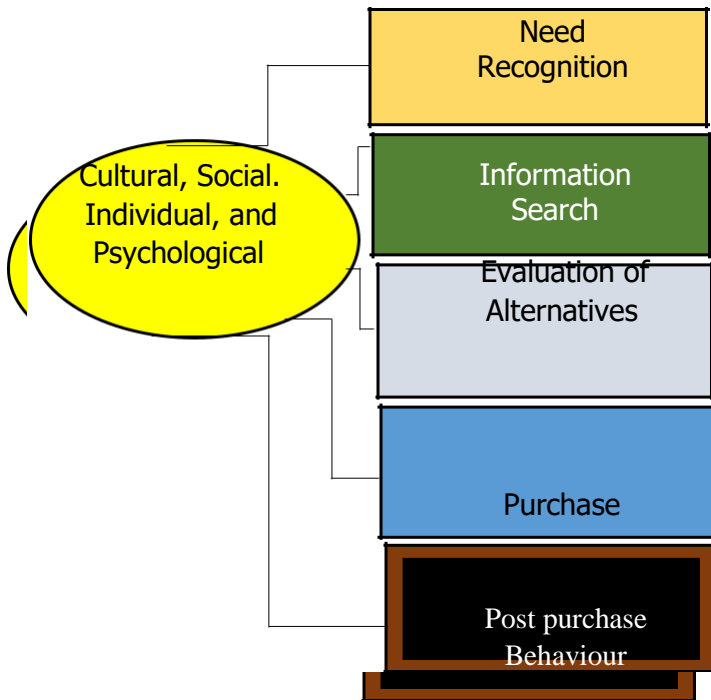 Need
Recognition
Cultural, Social.
Individual, and
Psychological
Information
Search
Evaluation of
Alternatives
Purchase
Post purchase
Behaviour